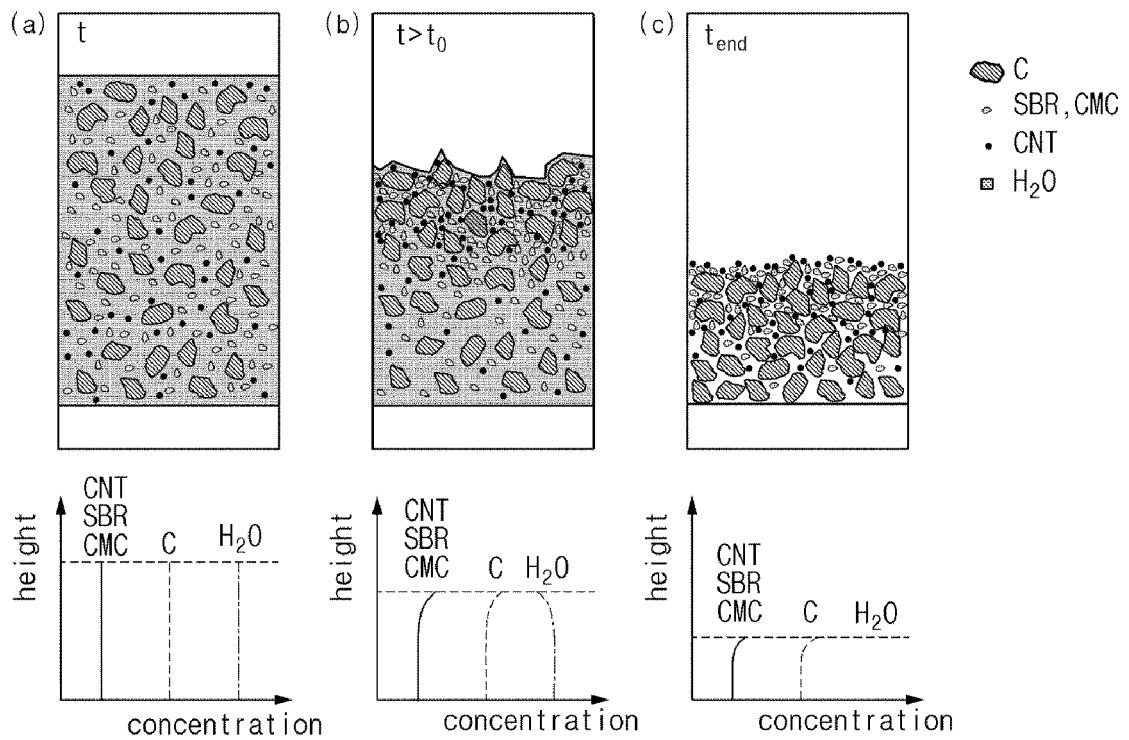 (a)
t
(b)
t>t₀
(c)
t_end
C
SBR, CMC
CNT
H₂O
height
CNT
SBR
CMC C H₂O
concentration
height
CNT
SBR
CMC C H₂O
concentration
height
CNT
SBR
CMC C H₂O
concentration